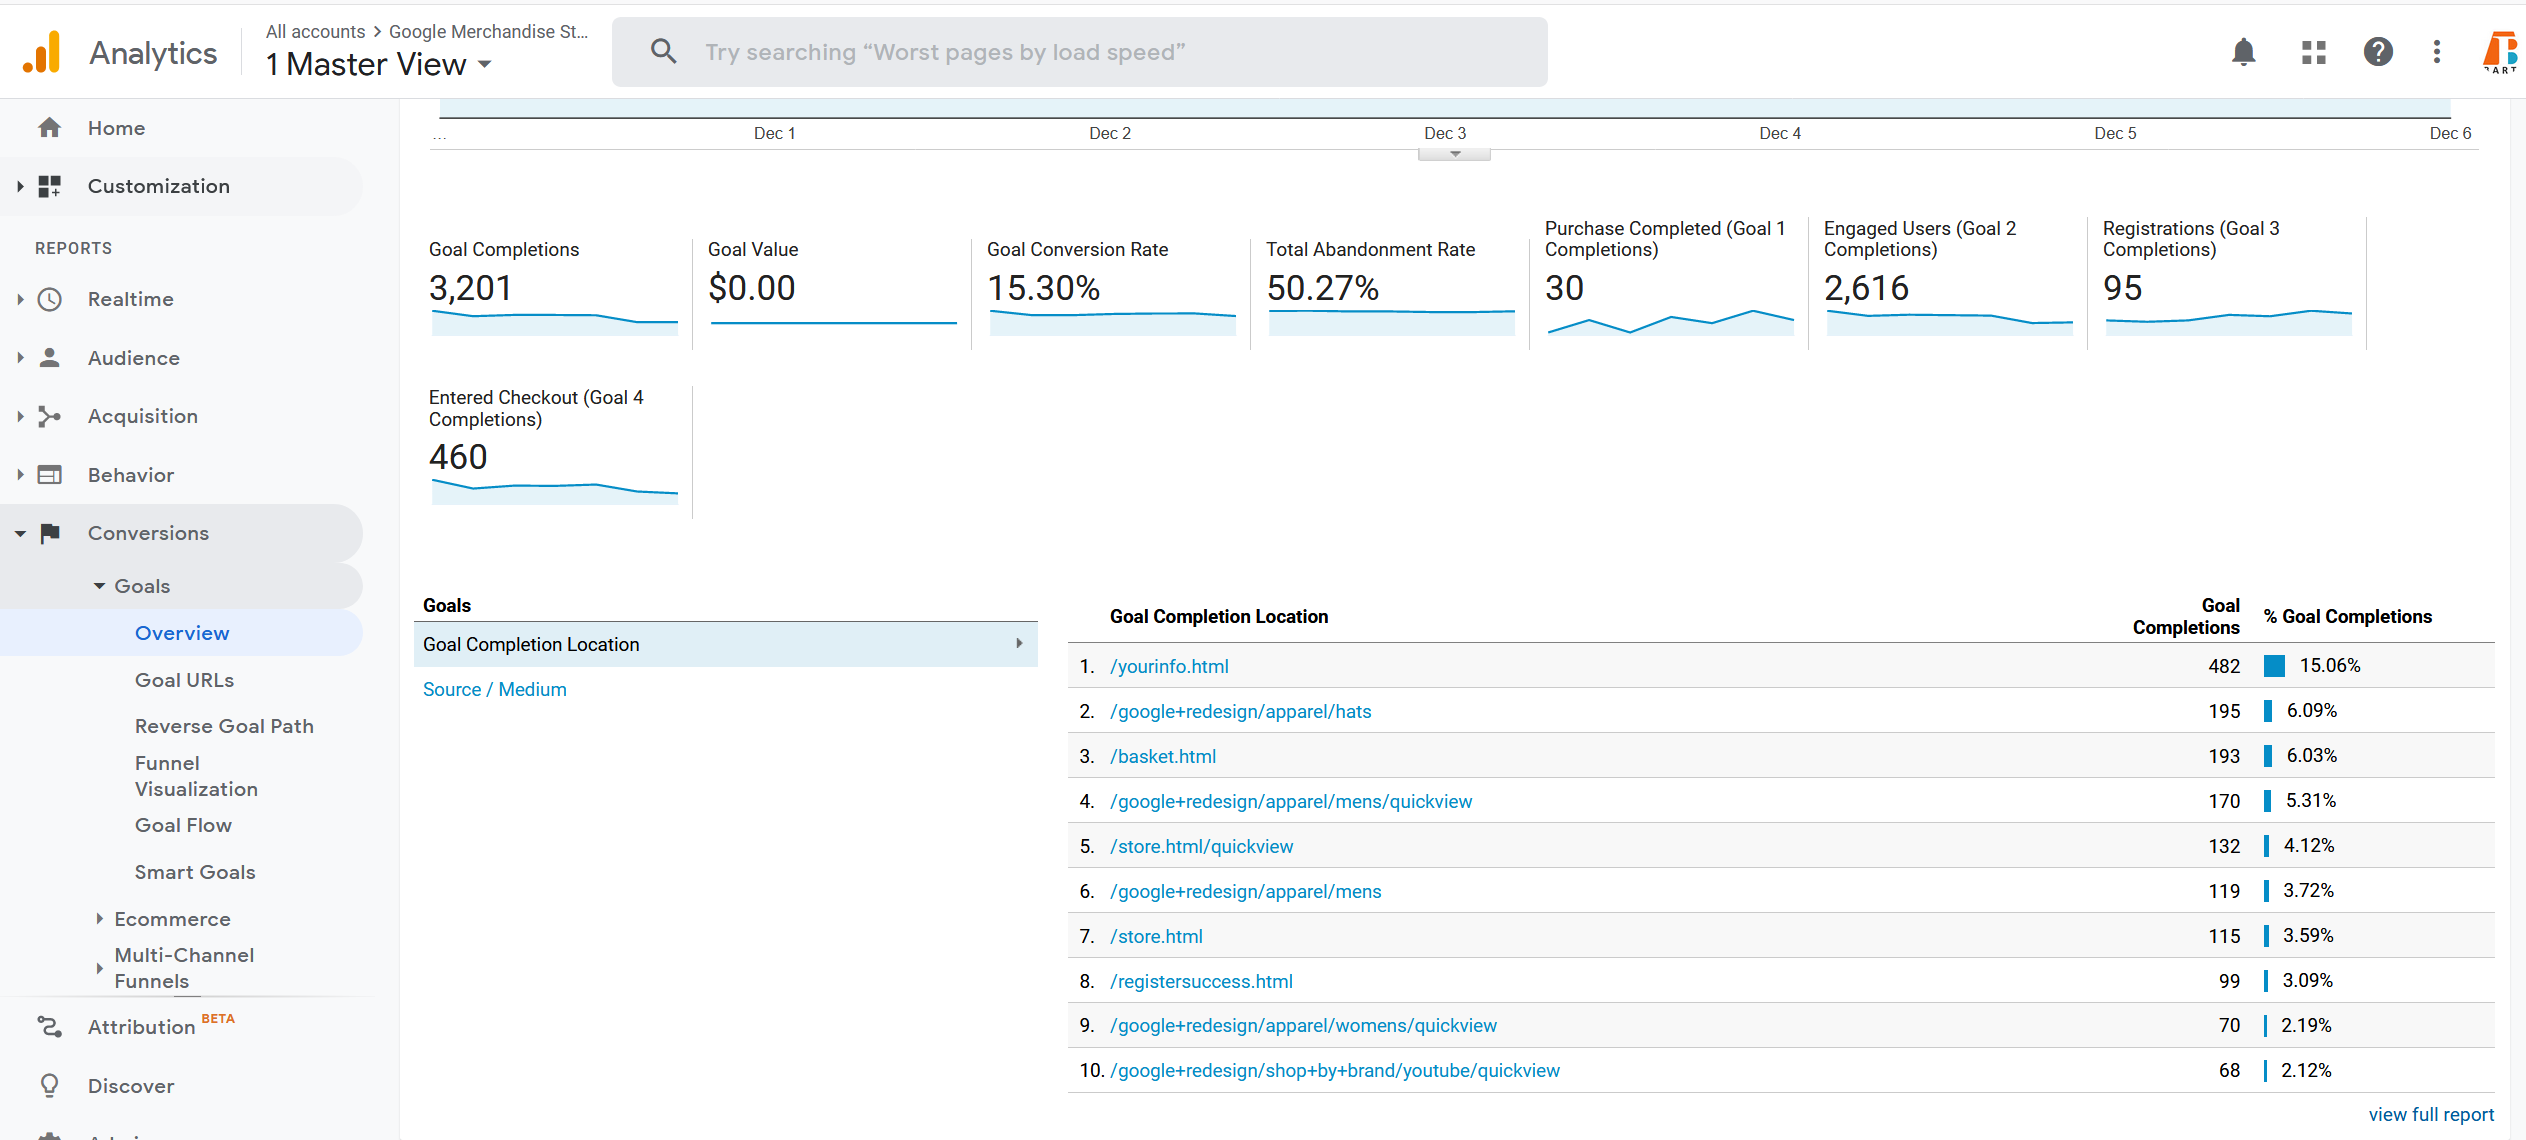 Analytics
All accounts > Google Merchandise St...
1 Master View
Try searching “Worst pages by load speed”
ART
Home
Customization
REPORTS
Realtime
Audience
Acquisition
Behavior
Conversions
Goals
Overview
Goal URLs
Reverse Goal Path
Funnel
Visualization
Goal Flow
Smart Goals
Ecommerce
Multi-Channel
Funnels
Attribution BETA
Discover
... Dec 1 Dec 2 Dec 3 Dec 4 Dec 5 Dec 6
Goal Completions
3,201
Goal Value
$0.00
Goal Conversion Rate
15.30%
Total Abandonment Rate
50.27%
Purchase Completed (Goal 1
Completions)
30
Engaged Users (Goal 2
Completions)
2,616
Registrations (Goal 3
Completions)
95
Entered Checkout (Goal 4
Completions)
460
Goals
Goal Completion Location
Source / Medium
Goal Completion Location
Goal
Completions
% Goal Completions
1. /yourinfo.html 482 15.06%
2. /google+redesign/apparel/hats 195 6.09%
3. /basket.html 193 6.03%
4. /google+redesign/apparel/mens/quickview 170 5.31%
5. /store.html/quickview 132 4.12%
6. /google+redesign/apparel/mens 119 3.72%
7. /store.html 115 3.59%
8. /registersuccess.html 99 3.09%
9. /google+redesign/apparel/womens/quickview 70 2.19%
10. /google+redesign/shop+by+brand/youtube/quickview 68 2.12%
view full report